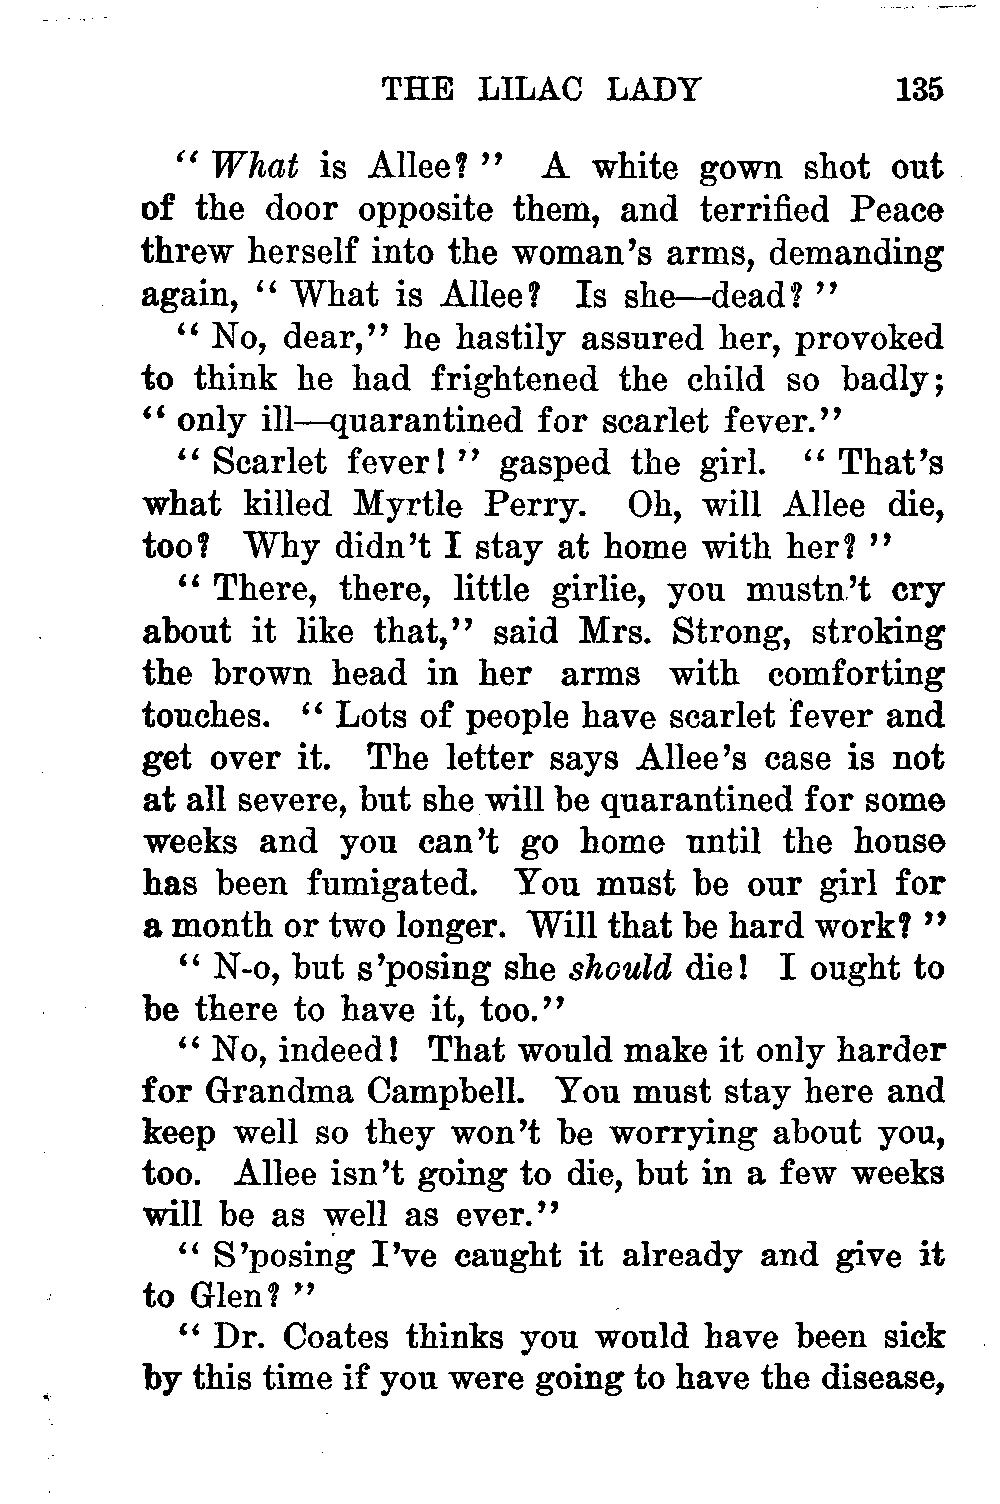 THE LILAC LADY 135
“ What is Allee? ” A white gown shot out
of the door opposite them, and terrified Peace
threw herself into the woman’s arms, demanding
again, “ What is Allee? Is she—dead? ”
“ No, dear,” he hastily assured her, provoked
to think he had frightened the child so badly;
“ only ill—quarantined for scarlet fever.”
“ Scarlet fever! ” gasped the girl. “ That’s
what killed Myrtle Perry. Oh, will Allee die,
too? Why didn’t I stay at home with her? ”
“ There, there, little girlie, you mustn’t cry
about it like that,” said Mrs. Strong, stroking
the brown head in her arms with comforting
touches. “ Lots of people have scarlet fever and
get over it. The letter says Allee’s case is not
at all severe, but she will be quarantined for some
weeks and you can’t go home until the house
has been fumigated. You must be our girl for
a month or two longer. Will that be hard work? ”
“ N-o, but s’posing she should die! I ought to
be there to have it, too.”
“ No, indeed! That would make it only harder
for Grandma Campbell. You must stay here and
keep well so they won’t be worrying about you,
too. Allee isn’t going to die, but in a few weeks
will be as well as ever.”
“ S’posing I’ve caught it already and give it
to Glen? ”
“ Dr. Coates thinks you would have been sick
by this time if you were going to have the disease,